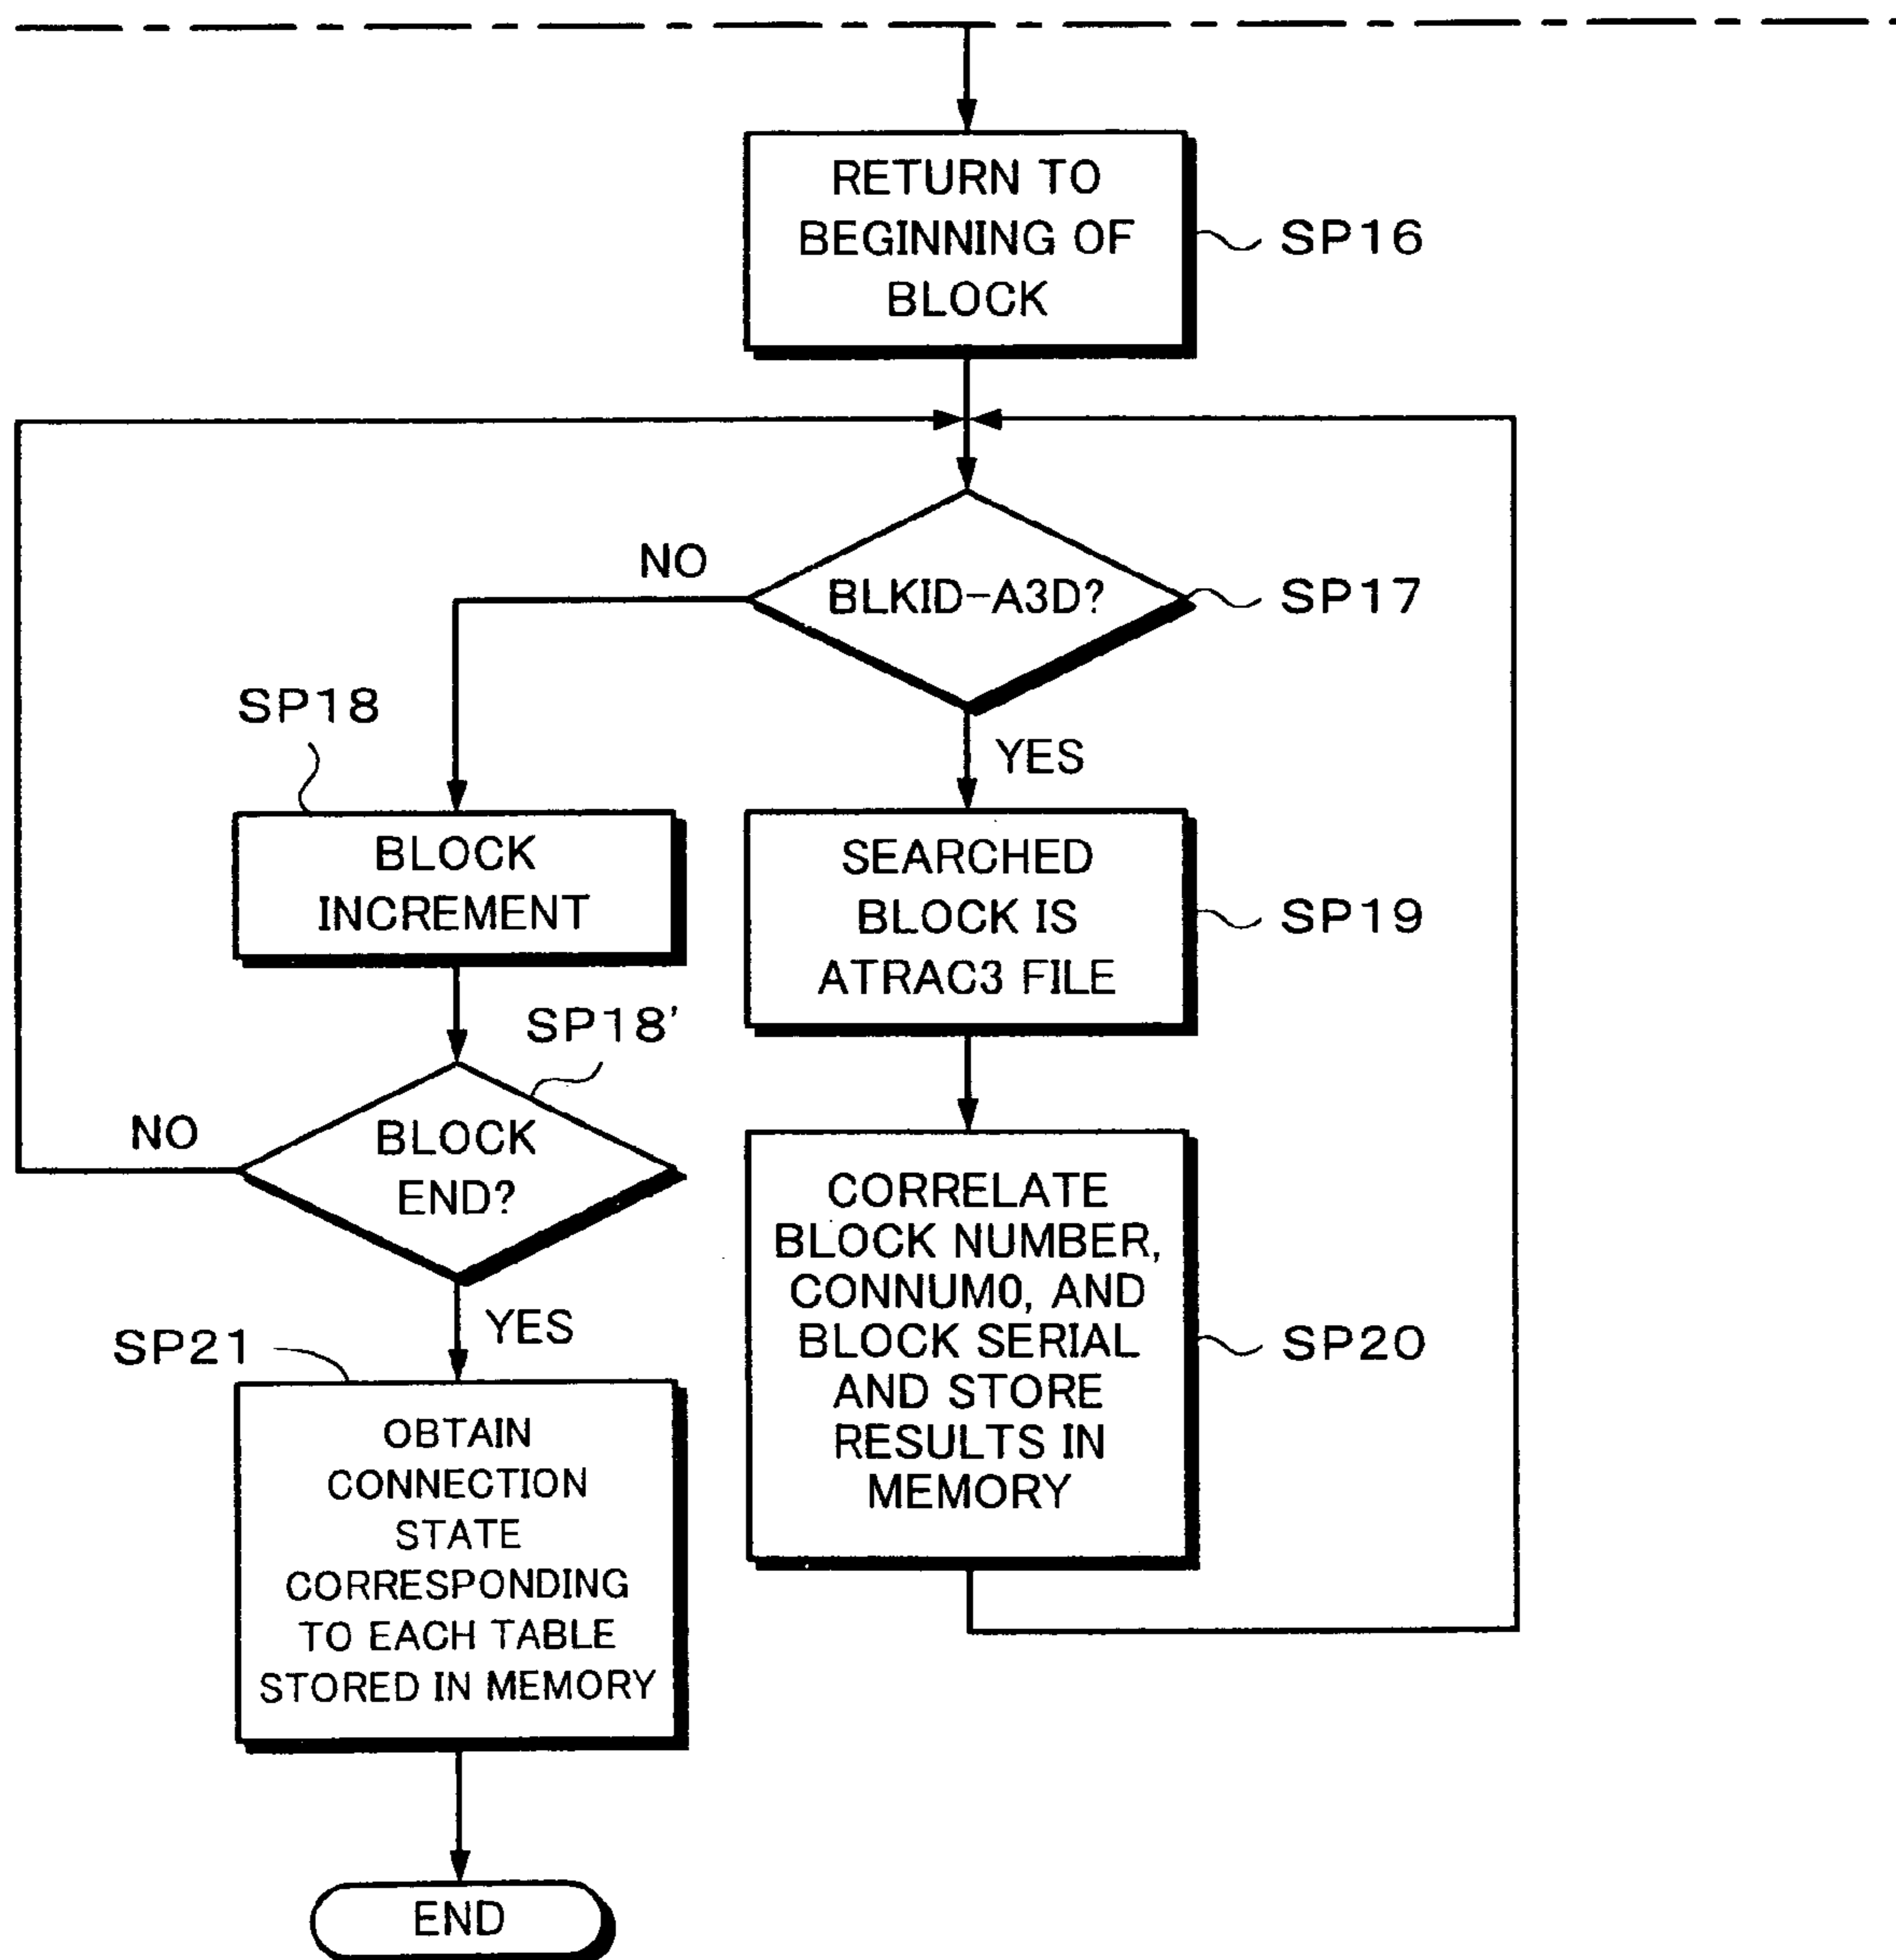 RETURN TO
BEGINNING OF
BLOCK
SP16
NO
BLKID-A3D?
SP17
YES
SP18
BLOCK
INCREMENT
SEARCHED
BLOCK IS
ATRAC3 FILE
SP19
SP18'
NO
BLOCK
END?
YES
CORRELATE
BLOCK NUMBER,
CONNUM0, AND
BLOCK SERIAL
AND STORE
RESULTS IN
MEMORY
SP20
SP21
OBTAIN
CONNECTION
STATE
CORRESPONDING
TO EACH TABLE
STORED IN MEMORY
END